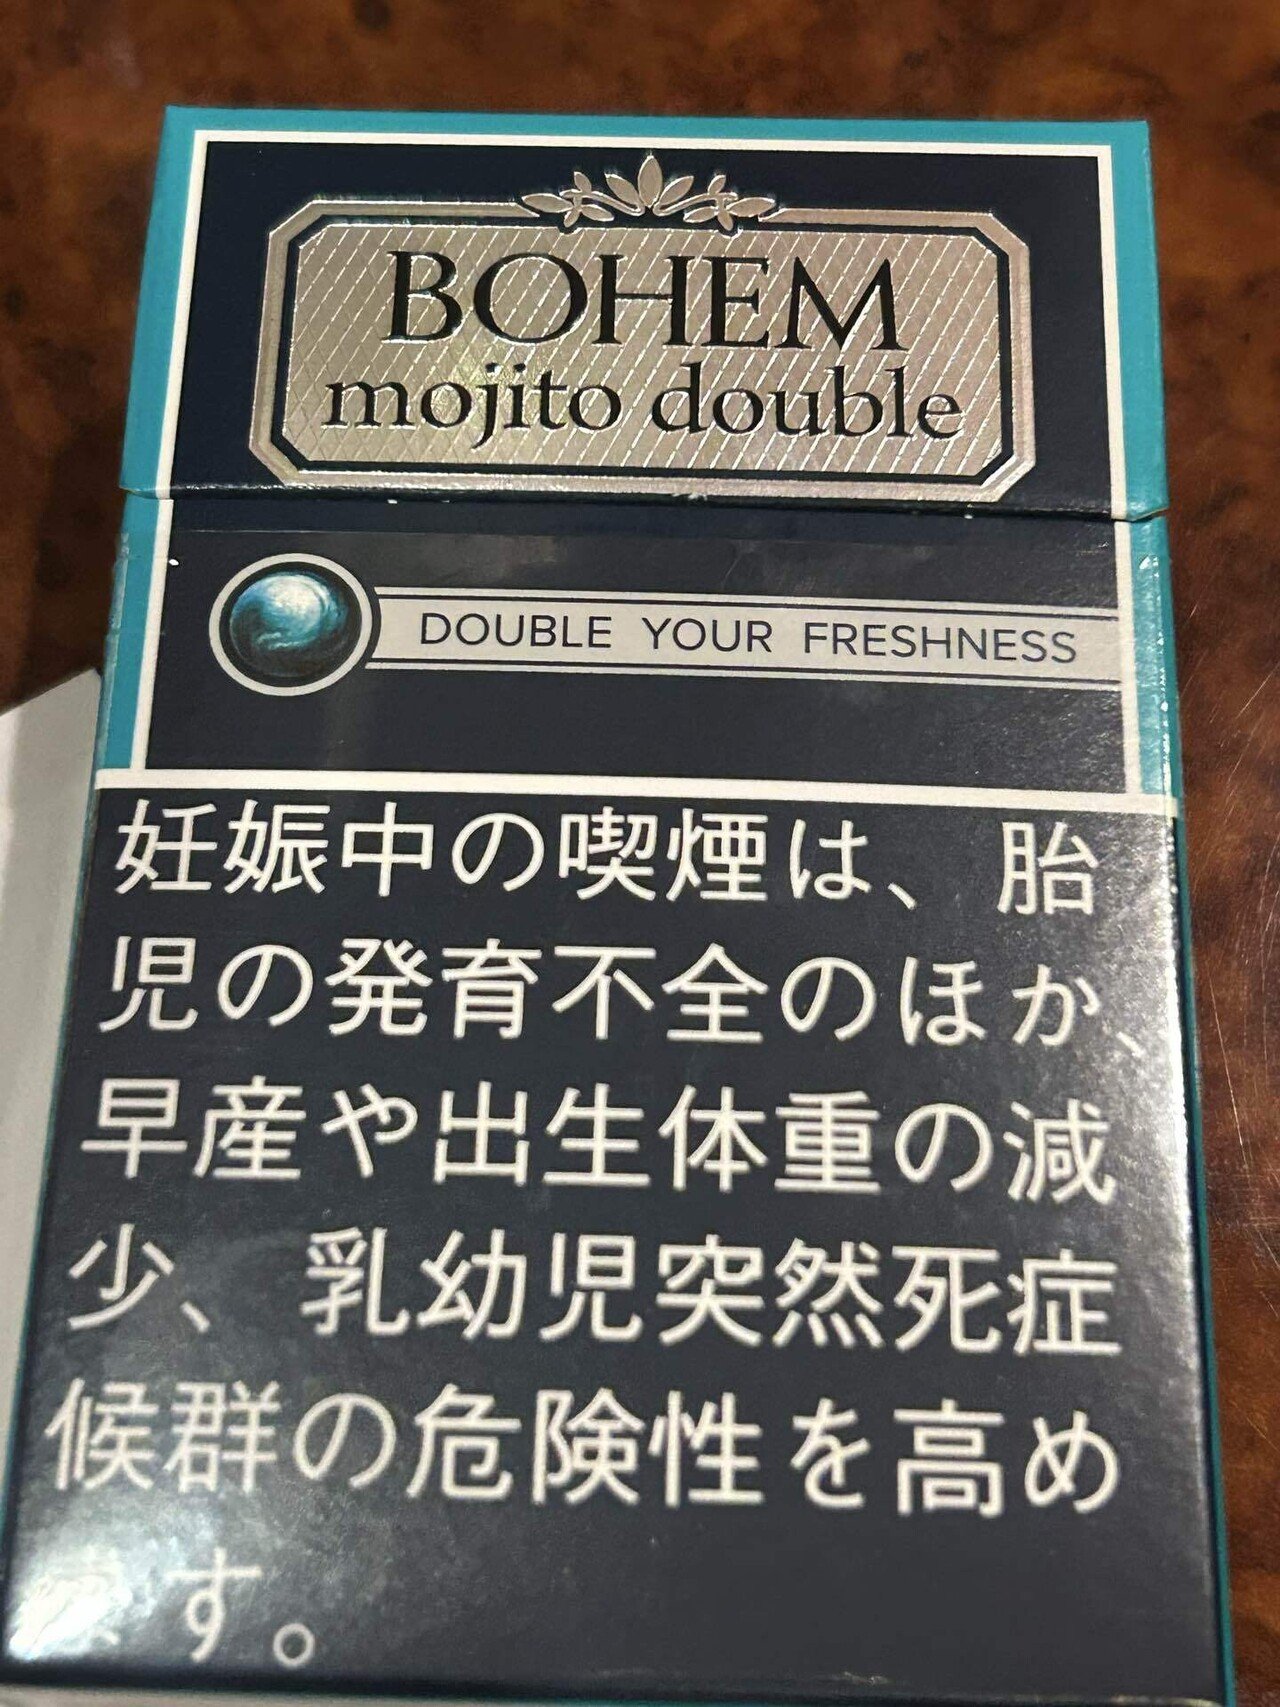 BOHEM
mojito double
DOUBLE YOUR FRESHNESS
妊娠中の喫煙は、胎
児の発育不全のほか、
早産や出生体重の減
少、乳幼児突然死症
候群の危険性を高め
ます。